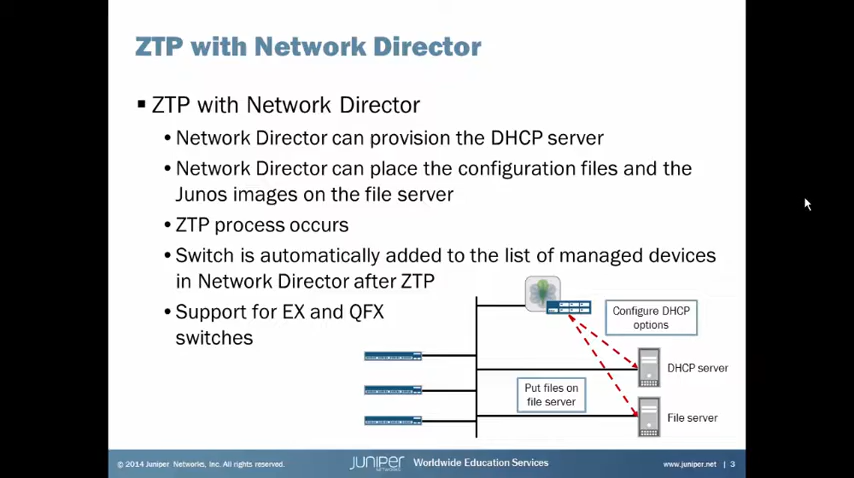 ZTP with Network Director
▪ ZTP with Network Director
• Network Director can provision the DHCP server
• Network Director can place the configuration files and the
Junos images on the file server
• ZTP process occurs
• Switch is automatically added to the list of managed devices
in Network Director after ZTP
• Support for EX and QFX
switches
Configure DHCP
options
DHCP server
Put files on
file server
File server
© 2014 Juniper Networks, Inc. All rights reserved.
JUNIPER
NETWORKS
Worldwide Education Services
www.juniper.net | 3